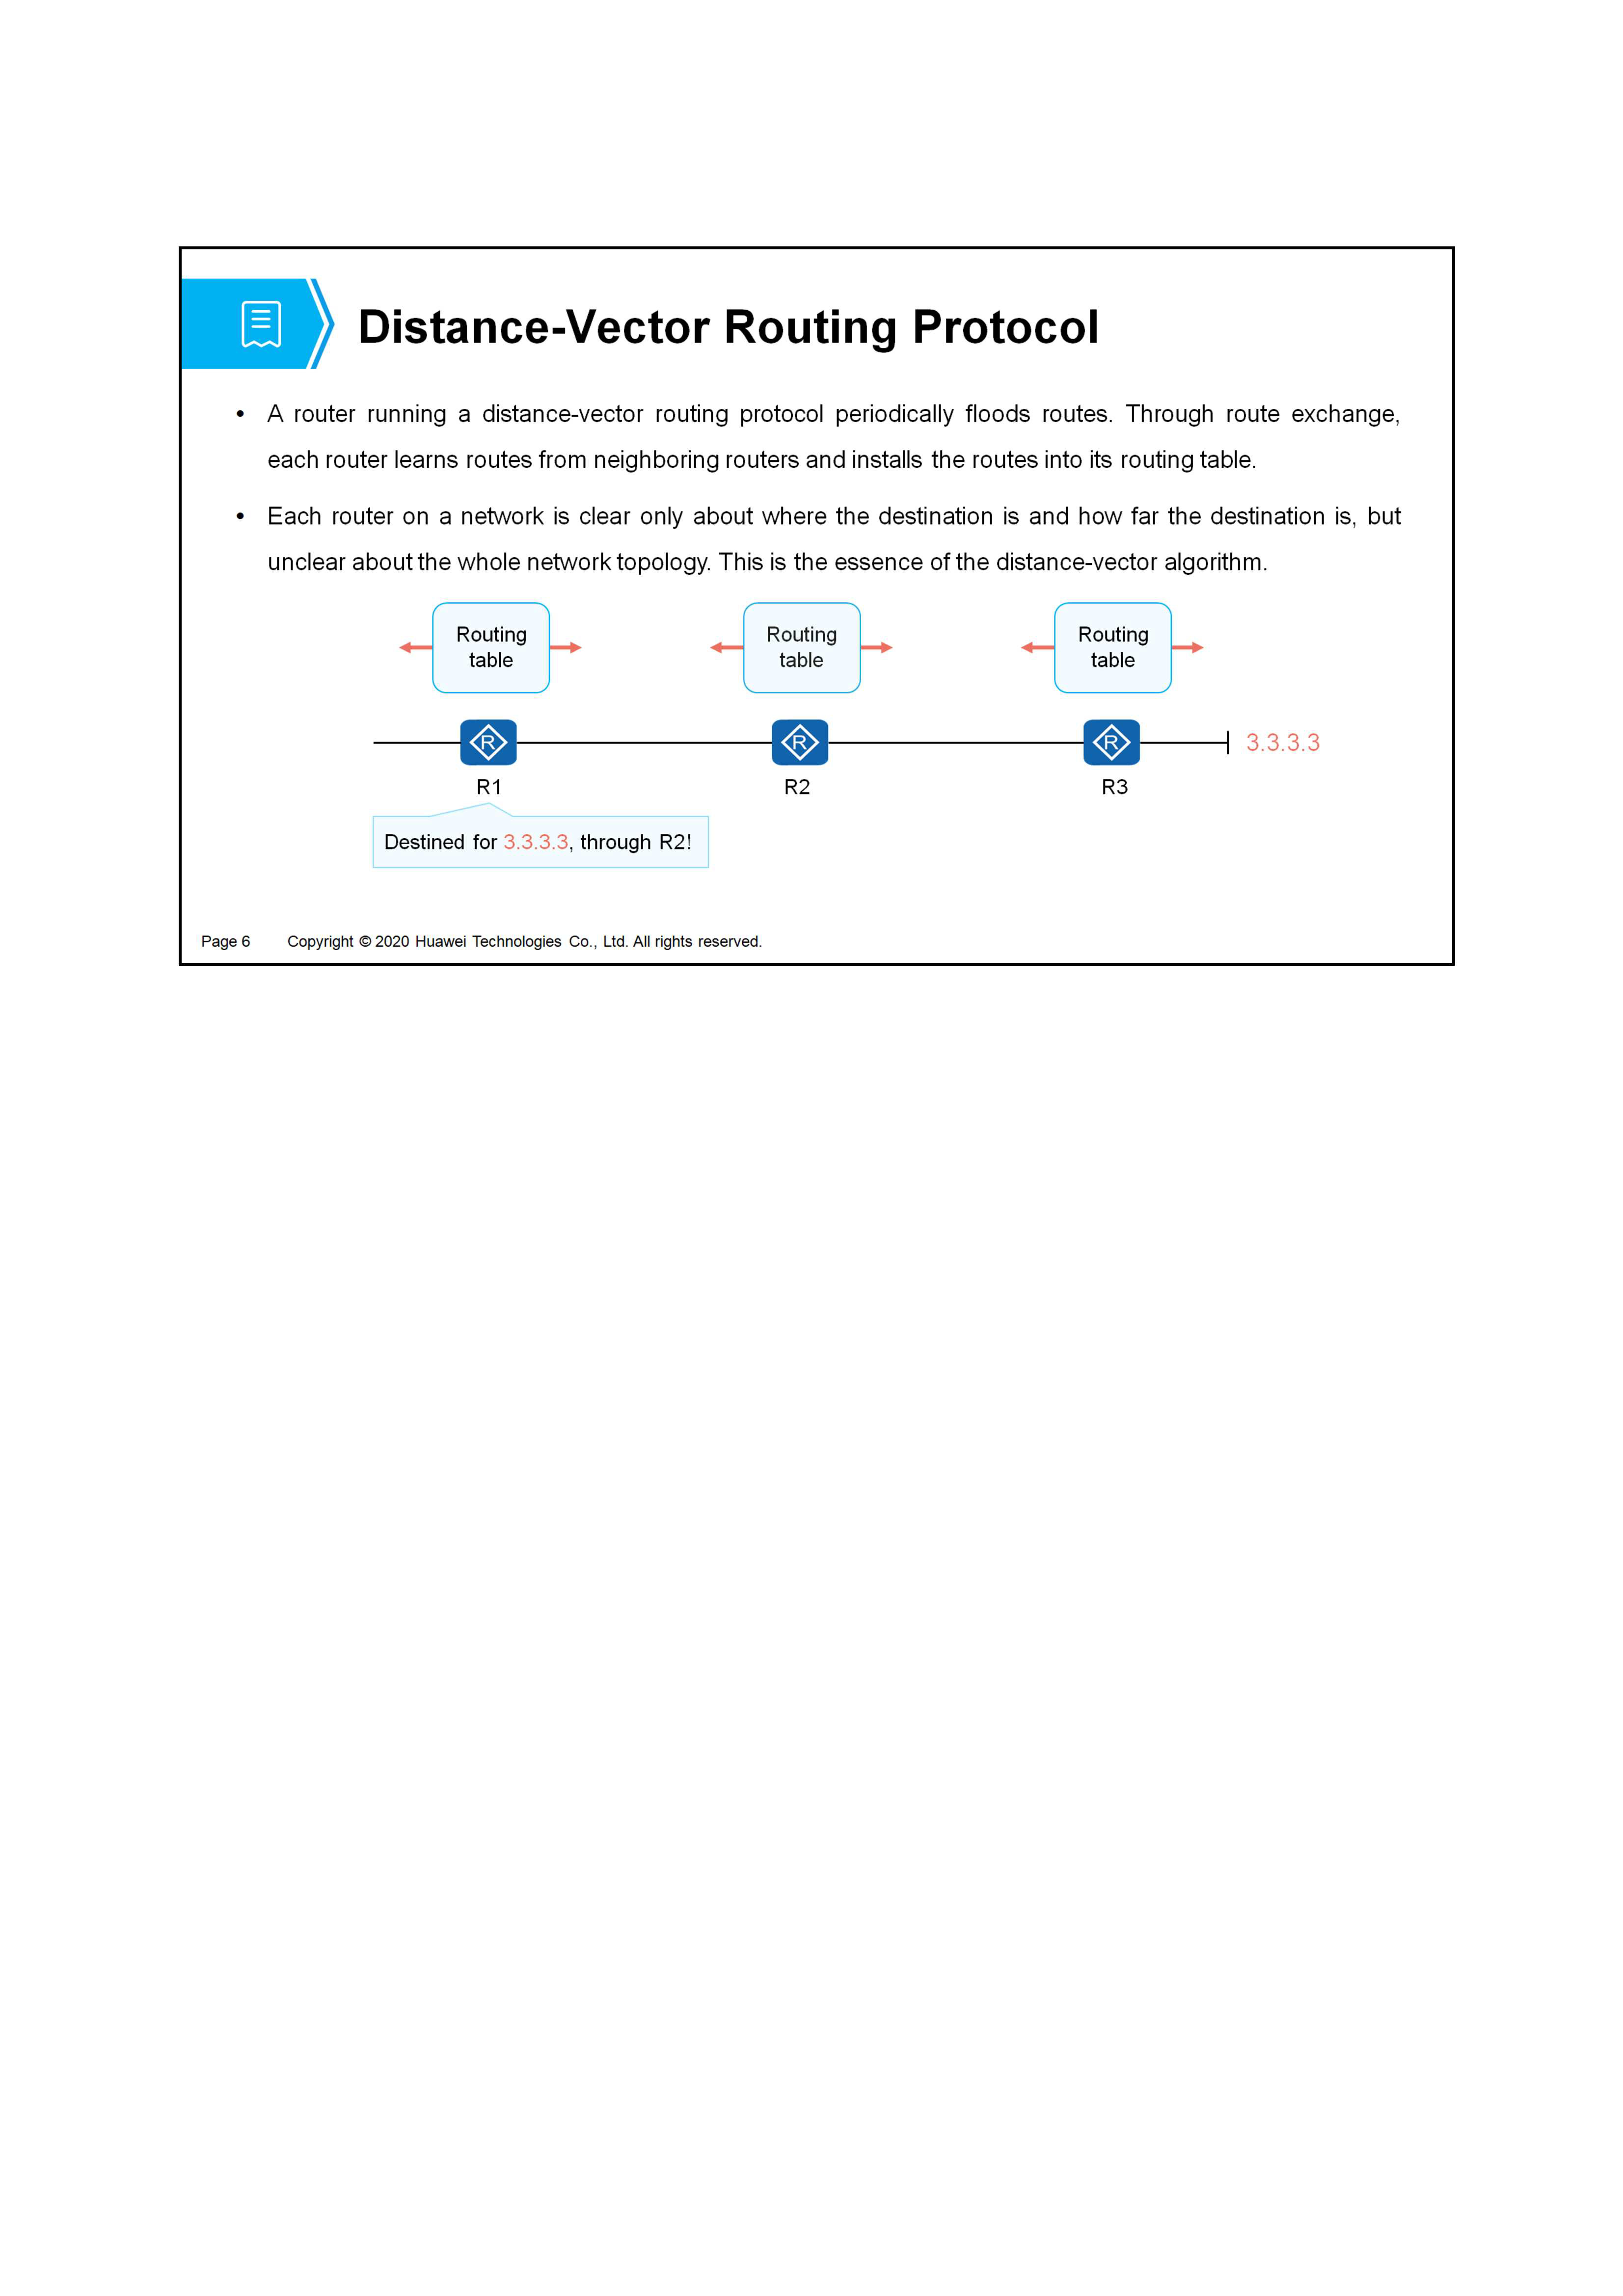 Distance-Vector Routing Protocol
• A router running a distance-vector routing protocol periodically floods routes. Through route exchange,
each router learns routes from neighboring routers and installs the routes into its routing table.
• Each router on a network is clear only about where the destination is and how far the destination is, but
unclear about the whole network topology. This is the essence of the distance-vector algorithm.
Routing
table
Routing
table
Routing
table
R
R
R
3.3.3.3
R1
R2
R3
Destined for 3.3.3.3, through R2!
Page 6 Copyright © 2020 Huawei Technologies Co., Ltd. All rights reserved.